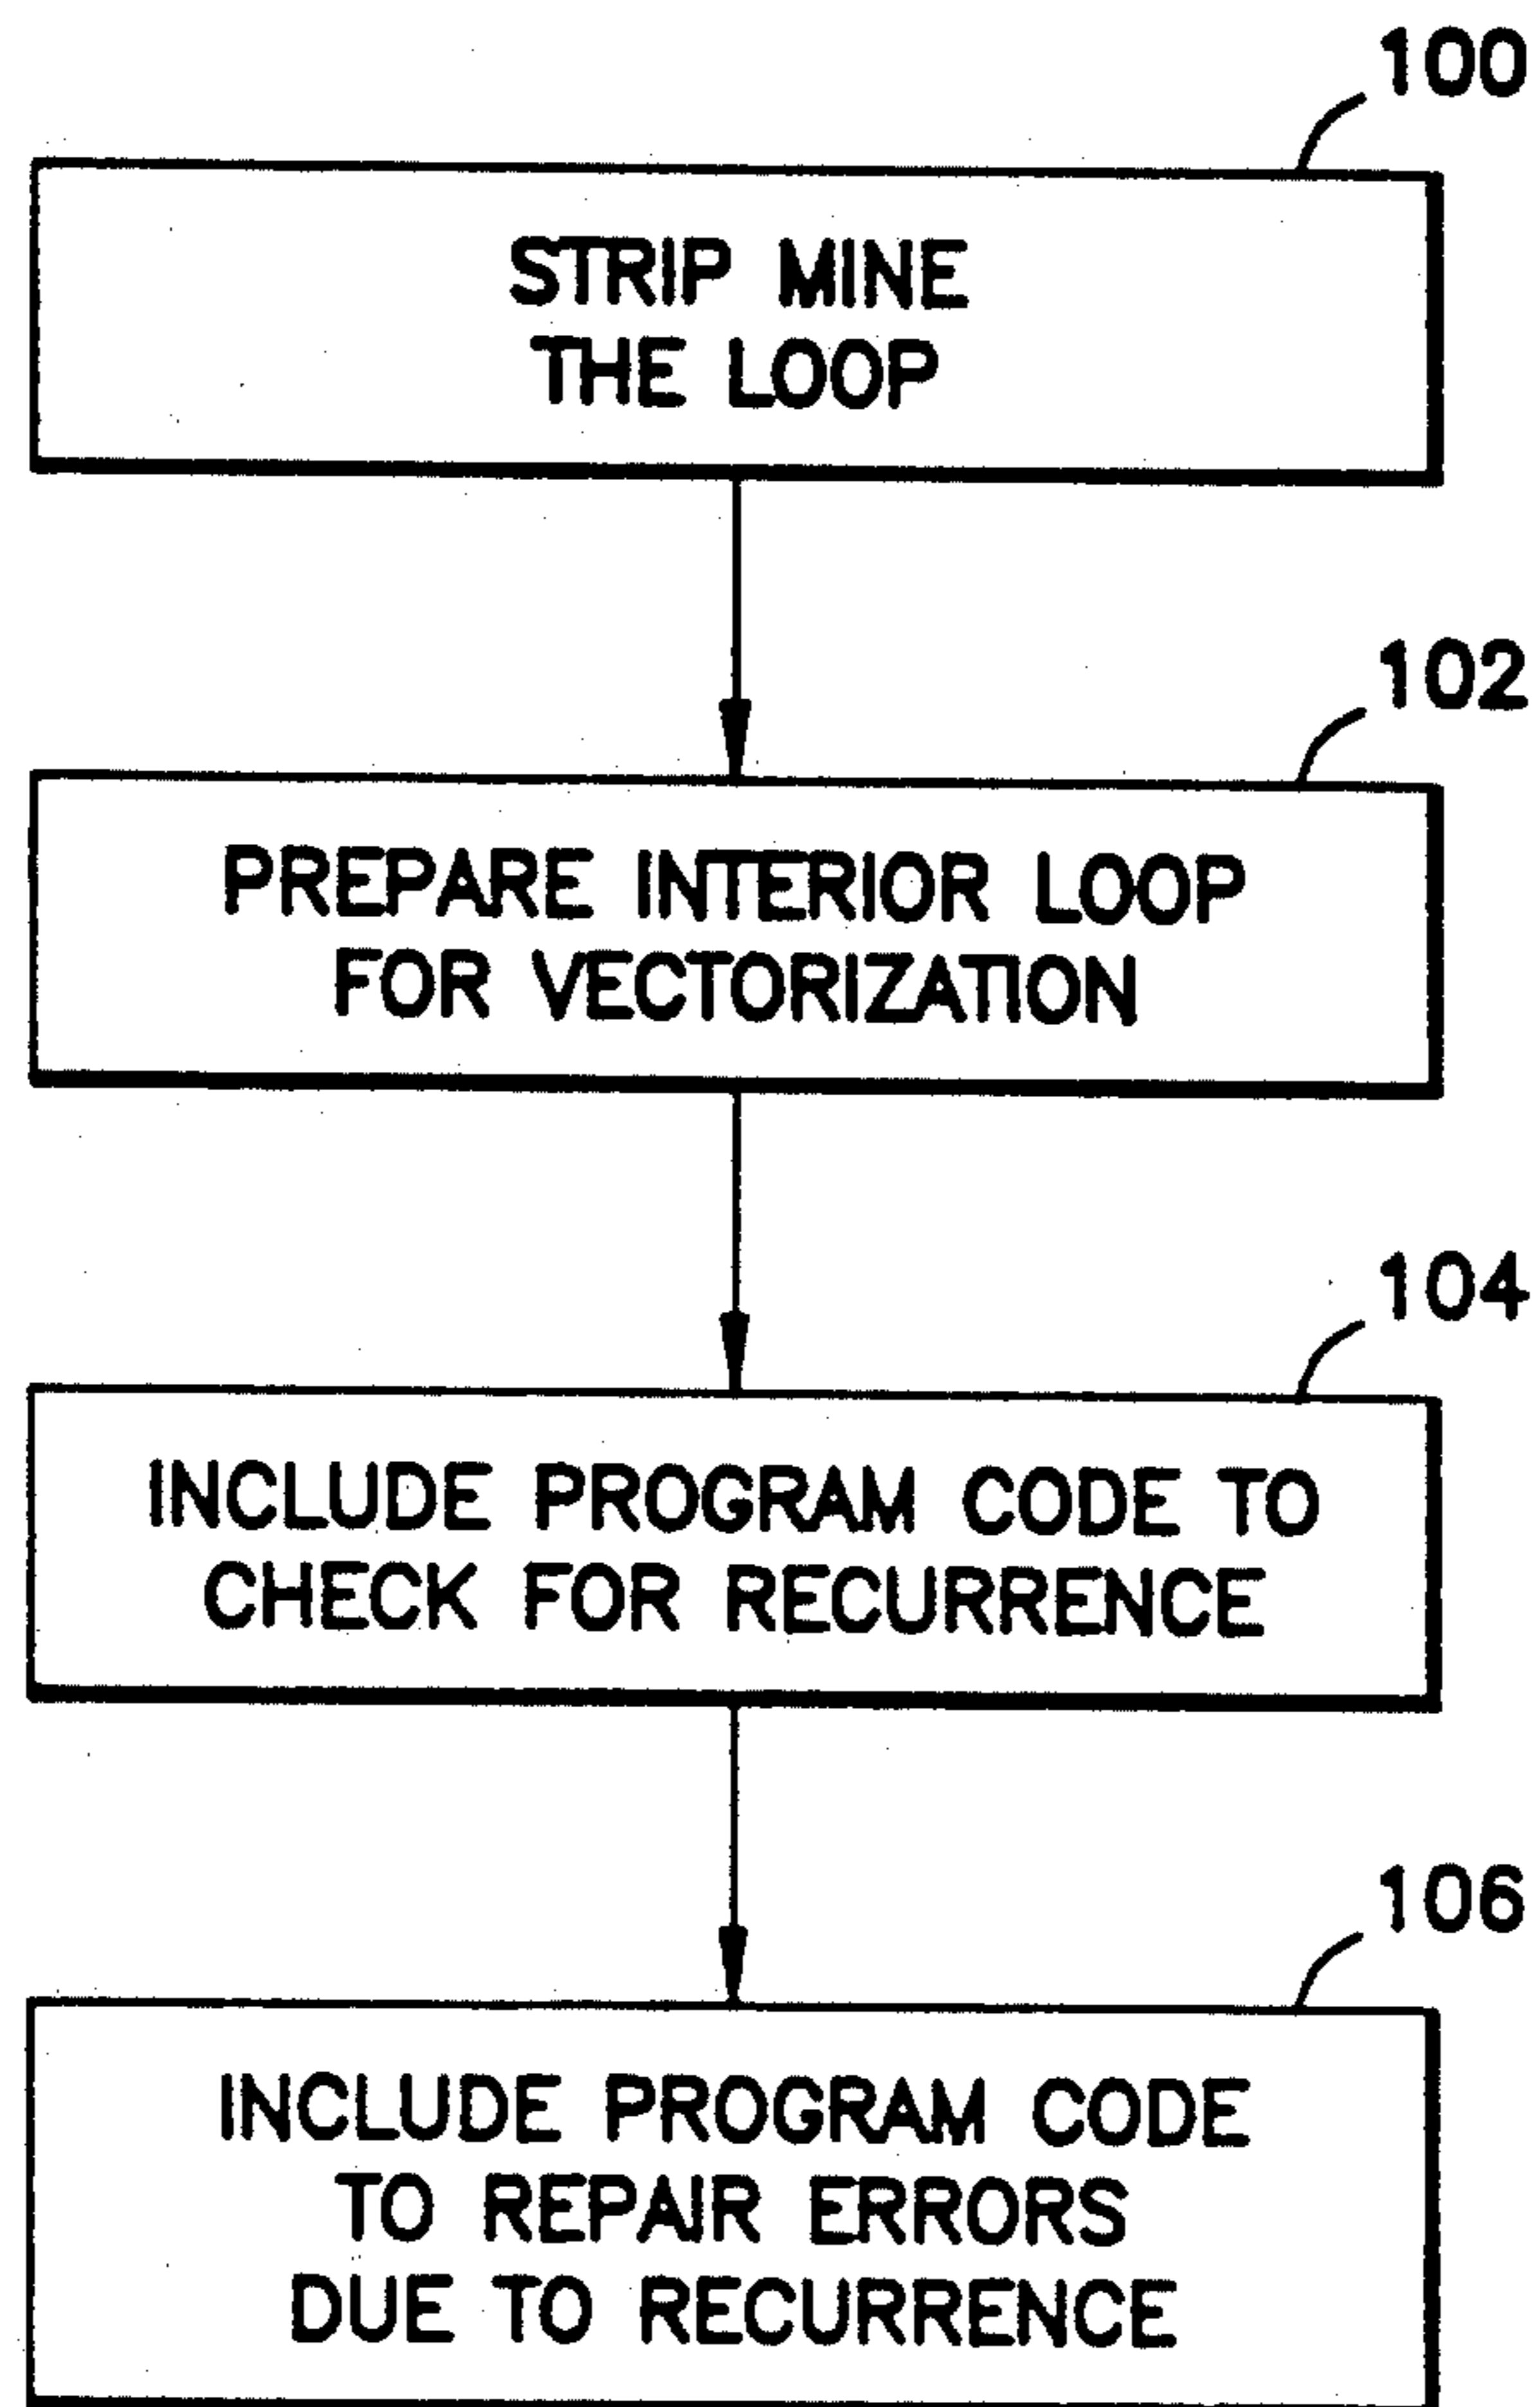 100
STRIP MINE
THE LOOP
102
PREPARE INTERIOR LOOP
FOR VECTORIZATION
104
INCLUDE PROGRAM CODE TO
CHECK FOR RECURRENCE
106
INCLUDE PROGRAM CODE
TO REPAIR ERRORS
DUE TO RECURRENCE